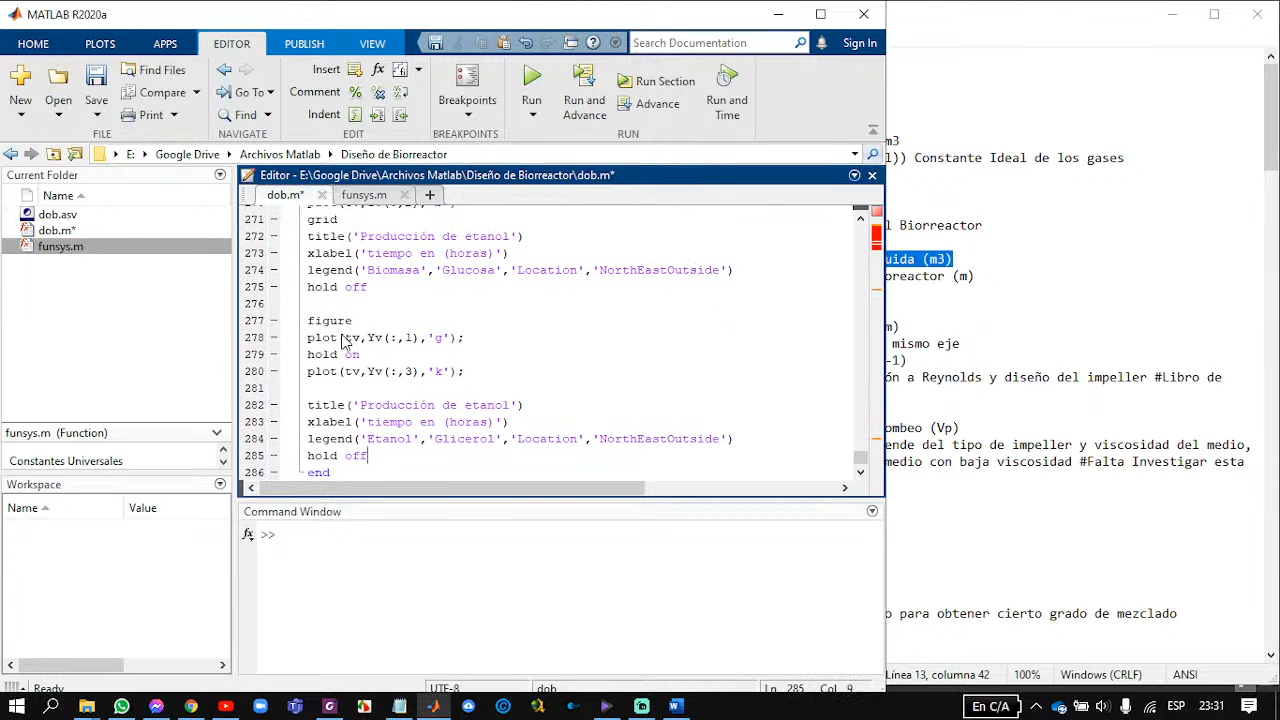 MATLAB R2020a
HOME PLOTS APPS EDITOR PUBLISH VIEW Search Documentation Sign In
New Open Save Find Files Compare Print Go To Find Insert Comment Indent Breakpoints Run Run and Advance Run Section Advance Run and Time
FILE NAVIGATE EDIT BREAKPOINTS RUN
E: Google Drive Archivos Matlab Diseño de Biorreactor
Current Folder
Name
dob.asv
dob.m*
funsys.m
funsys.m (Function)
Constantes Universales
Workspace
Name Value
Editor - E:\Google Drive\Archivos Matlab\Diseño de Biorreactor\dob.m*
dob.m* funsys.m
271 grid
272 title('Producción de etanol')
273 xlabel('tiempo en (horas)')
274 legend('Biomasa','Glucosa','Location','NorthEastOutside')
275 hold off
276
277 figure
278 plot(tv,Yv(:,1),'g');
279 hold on
280 plot(tv,Yv(:,3),'k');
281
282 title('Producción de etanol')
283 xlabel('tiempo en (horas)')
284 legend('Etanol','Glicerol','Location','NorthEastOutside')
285 hold off
286 end
Command Window
fx >>
Ready UTF-8 dob Ln 285 Col 9
m3
)) Constante Ideal de los gases
l Biorreactor
uida (m3)
oreactor (m)
m)
mismo eje
-1)
ón a Reynolds y diseño del impeller #Libro de
ombeo (Vp)
ende del tipo de impeller y viscosidad del medio,
medio con baja viscosidad #Falta Investigar esta
o para obtener cierto grado de mezclado
Línea 13, columna 42 100% Windows (CRLF) ANSI
En C/A ESP 23:31